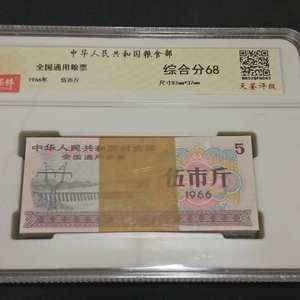 中华人民共和国粮食部
全国通用粮票
1966年 伍市斤
综合分68
天鉴评级
中华人民共和国粮食部
全国通用粮票
5
伍市斤
1966